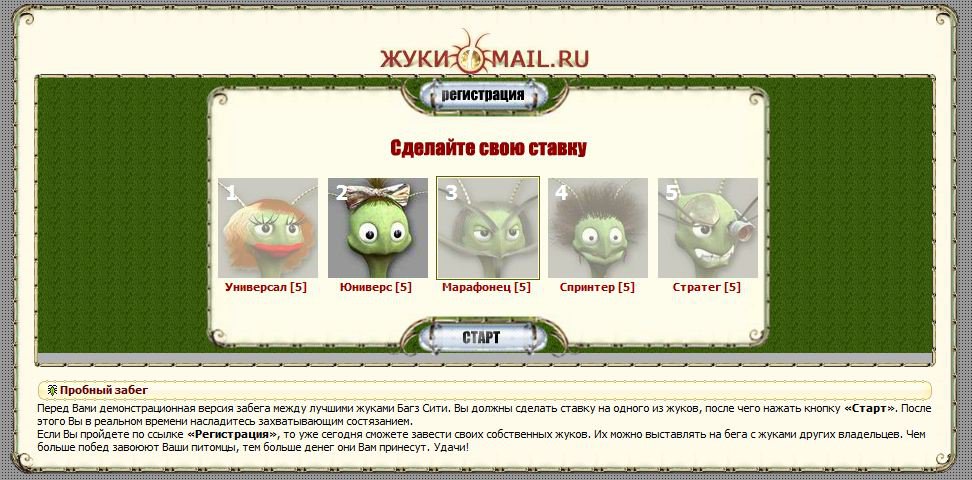 ЖУКИ@MAIL.RU
регистрация
Сделайте свою ставку
1 2 3 4 5
Универсал [5] Юниверс [5] Марафонец [5] Спринтер [5] Стратег [5]
СТАРТ
Пробный забег
Перед Вами демонстрационная версия забега между лучшими жуками Багз Сити. Вы должны сделать ставку на одного из жуков, после чего нажать кнопку «Старт». После
этого Вы в реальном времени насладитесь захватывающим состязанием.
Если Вы пройдете по ссылке «Регистрация», то уже сегодня сможете завести своих собственных жуков. Их можно выставлять на бега с жуками других владельцев. Чем
больше побед завоюют Ваши питомцы, тем больше денег они Вам принесут. Удачи!